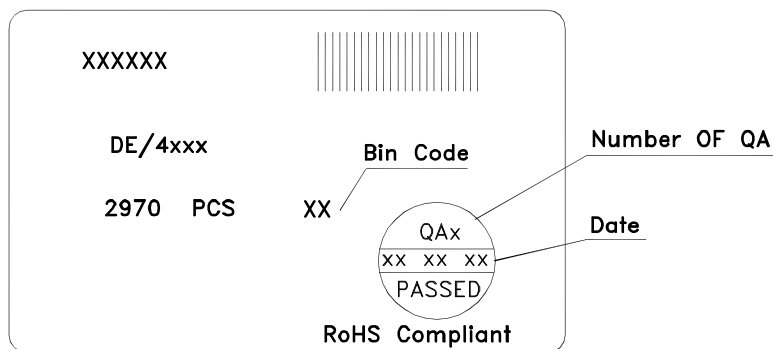 XXXXXX
DE/4xxx
Bin Code
Number OF QA
2970 PCS XX
QAx
Date
xx xx xx
PASSED
RoHS Compliant